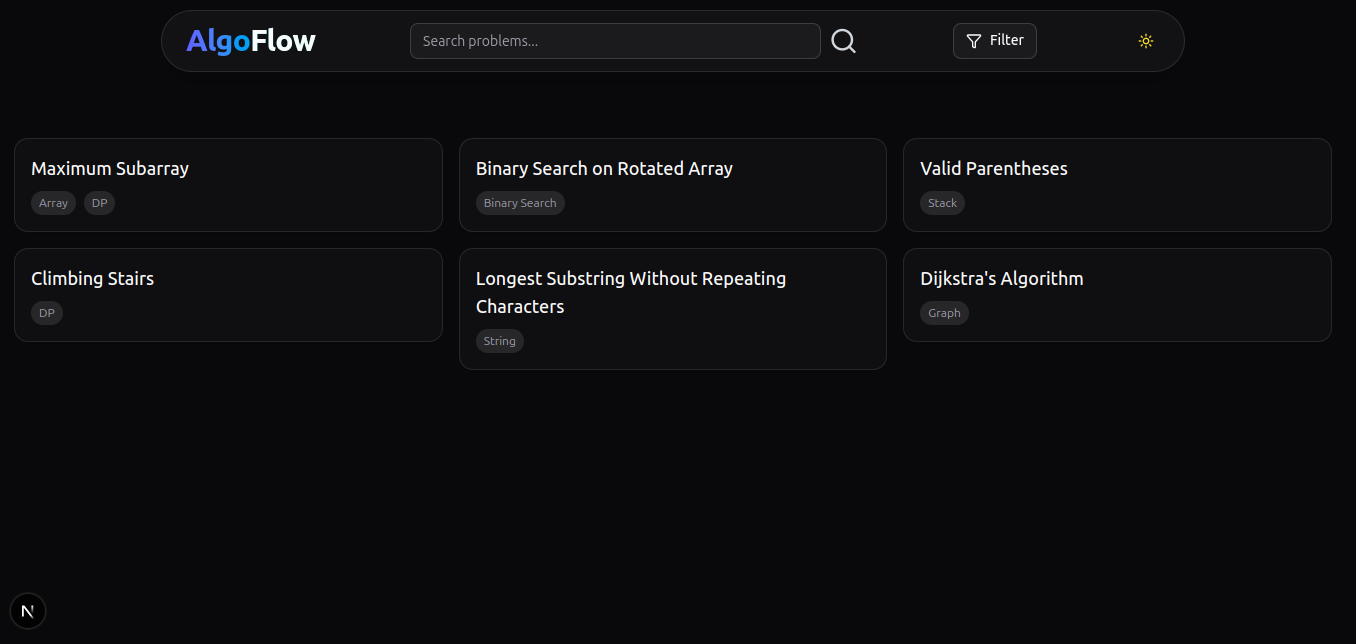 AlgoFlow
Search problems...
Filter
Maximum Subarray
Array DP
Binary Search on Rotated Array
Binary Search
Valid Parentheses
Stack
Climbing Stairs
DP
Longest Substring Without Repeating
Characters
String
Dijkstra's Algorithm
Graph
N